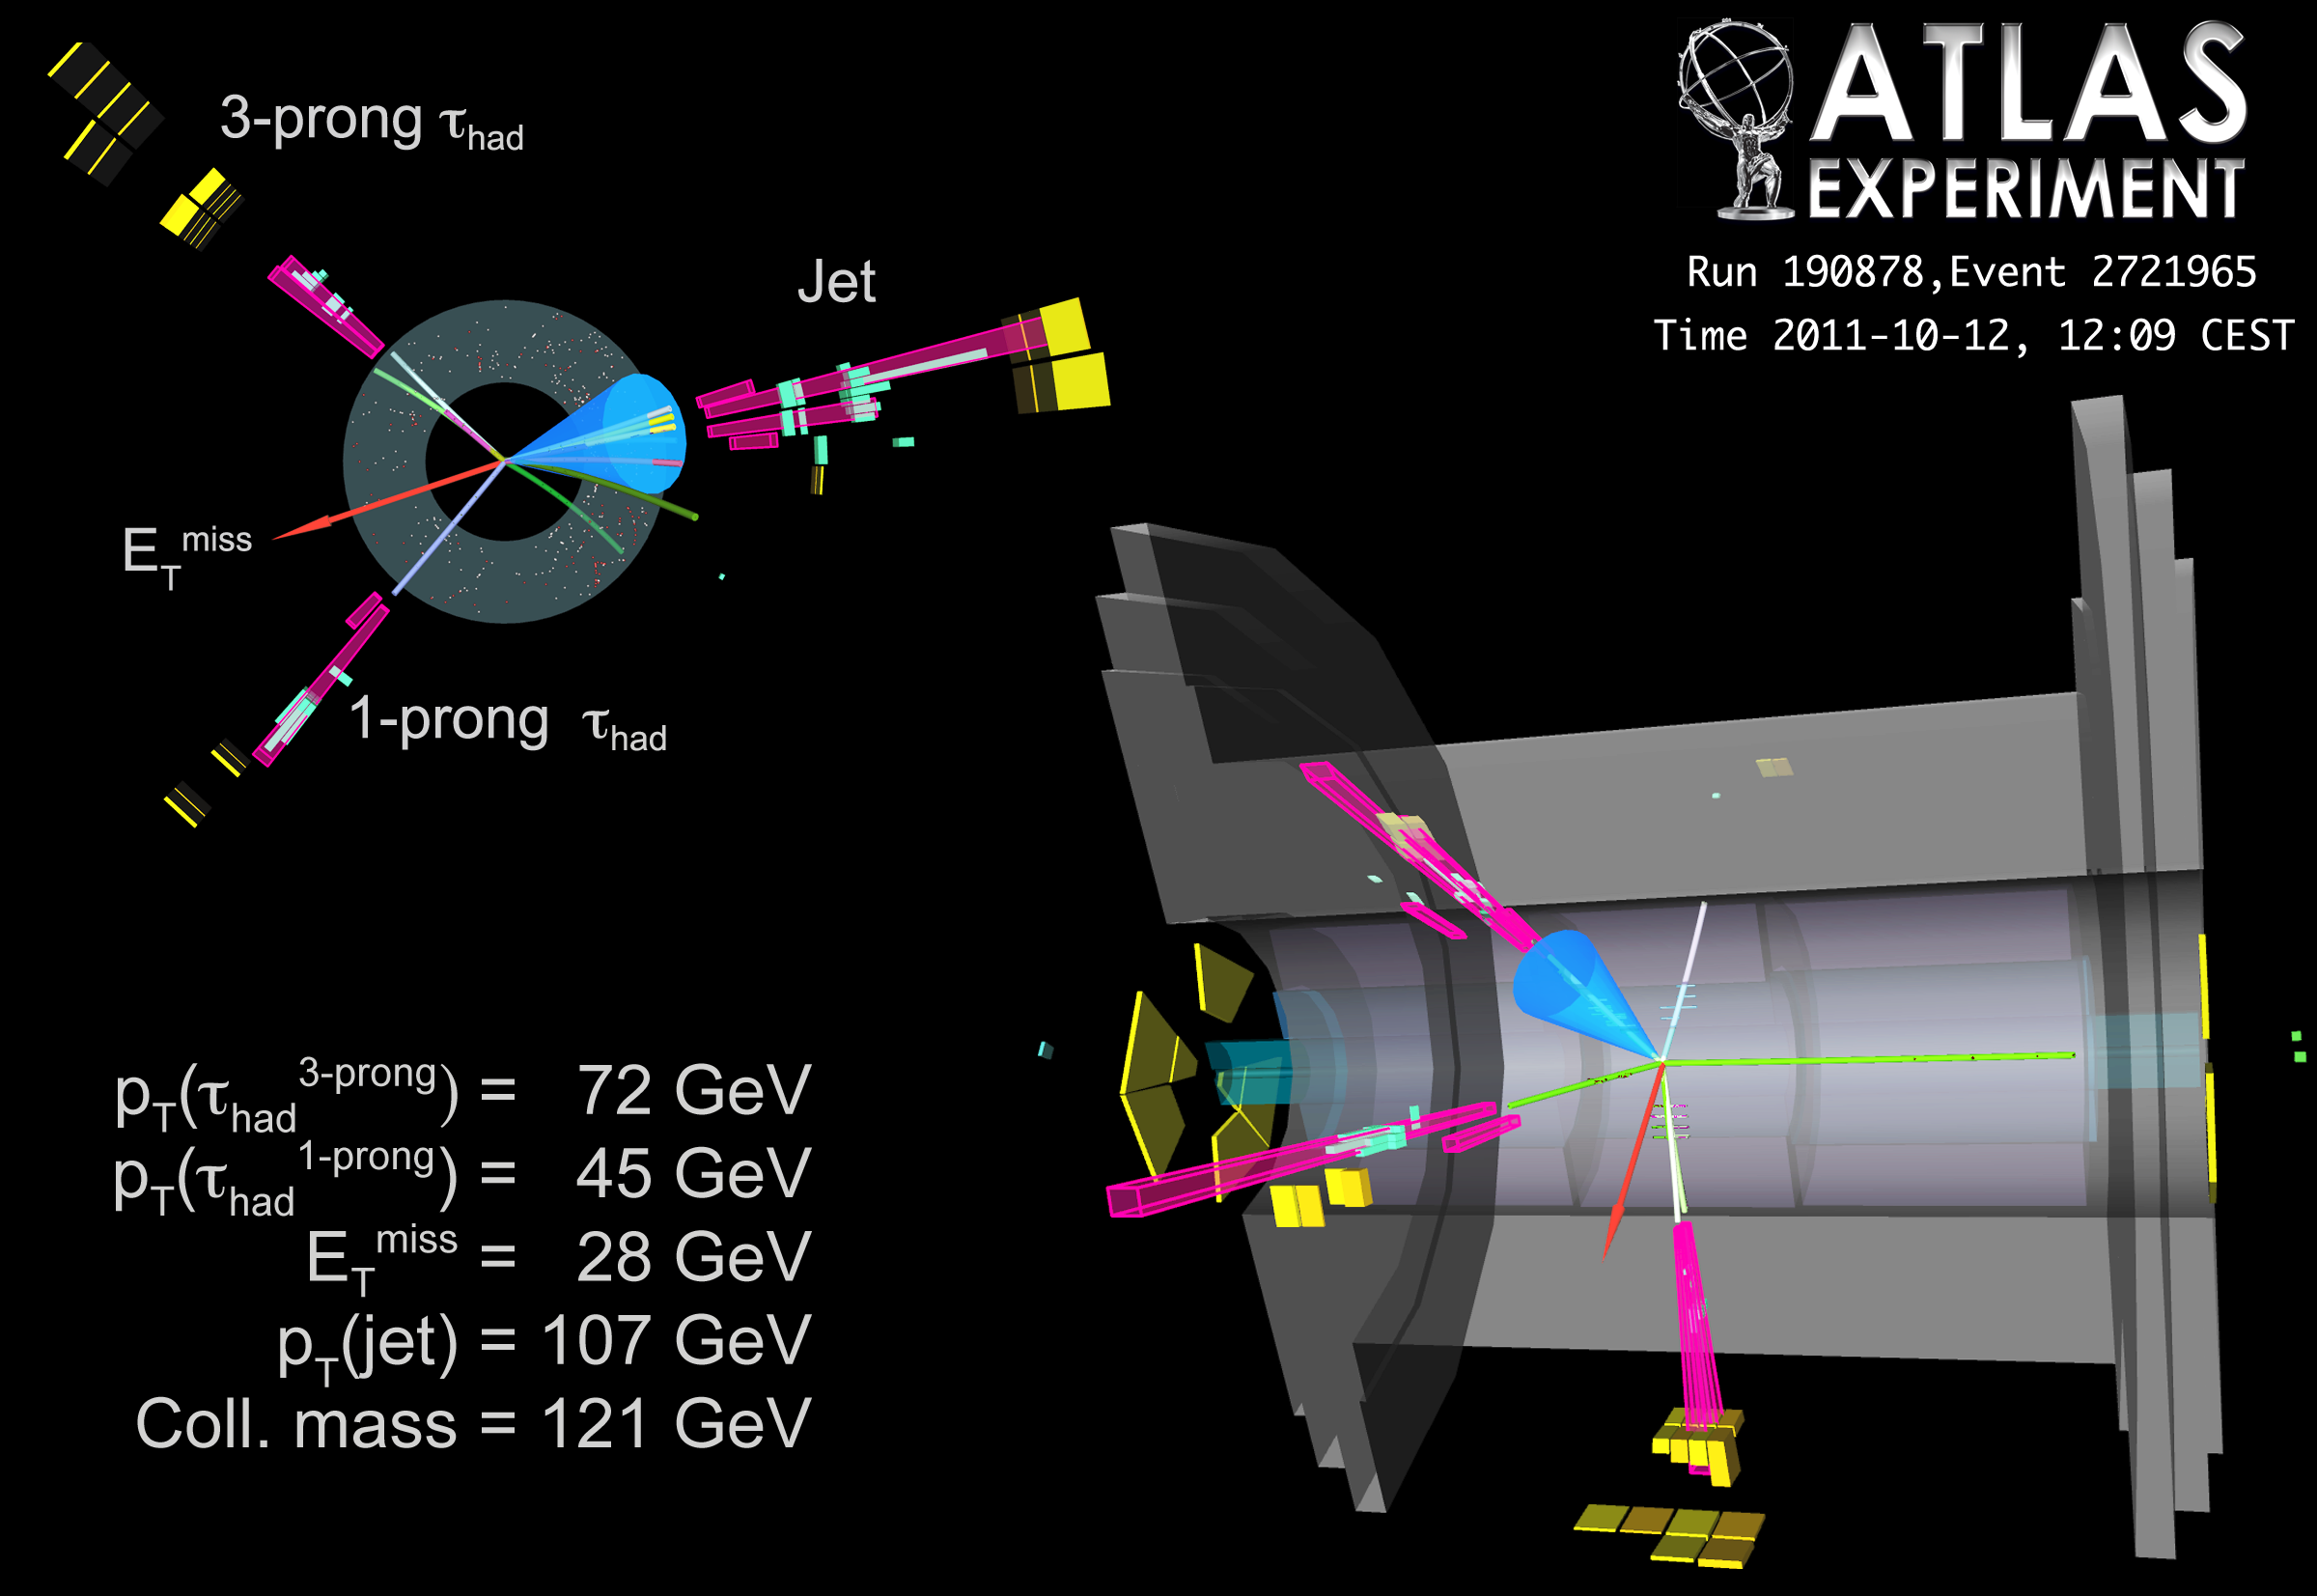 ATLAS
EXPERIMENT
Run 190878,Event 2721965
Time 2011-10-12, 12:09 CEST
3-prong τhad
Jet
ETmiss
1-prong τhad
pT(τhad3-prong) = 72 GeV
pT(τhad1-prong) = 45 GeV
ETmiss = 28 GeV
pT(jet) = 107 GeV
Coll. mass = 121 GeV